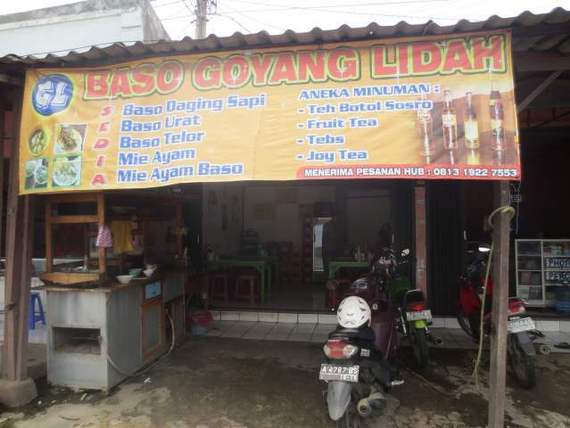 BASO GOYANG LIDAH
GL
SEDIA
Baso Daging Sapi
Baso Urat
Baso Telor
Mie Ayam
Mie Ayam Baso
ANEKA MINUMAN :
- Teh Botol Sosro
- Fruit Tea
- Tebs
- Joy Tea
MENERIMA PESANAN HUB : 0813 1922 7553